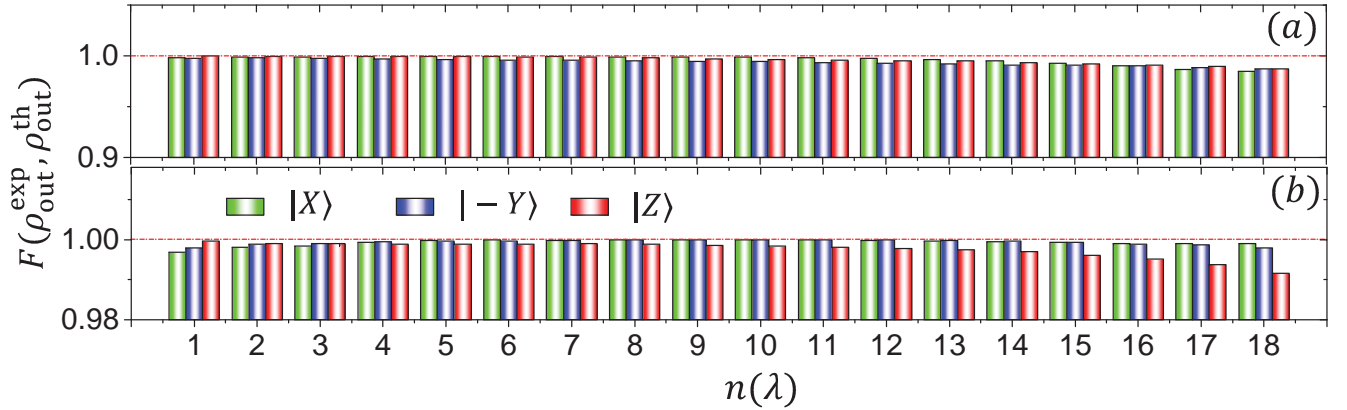 (a)
1.0
0.9
F(ρ_out^exp, ρ_out^th)
(b)
|X⟩ |−Y⟩ |Z⟩
1.00
0.98
1 2 3 4 5 6 7 8 9 10 11 12 13 14 15 16 17 18
n(λ)